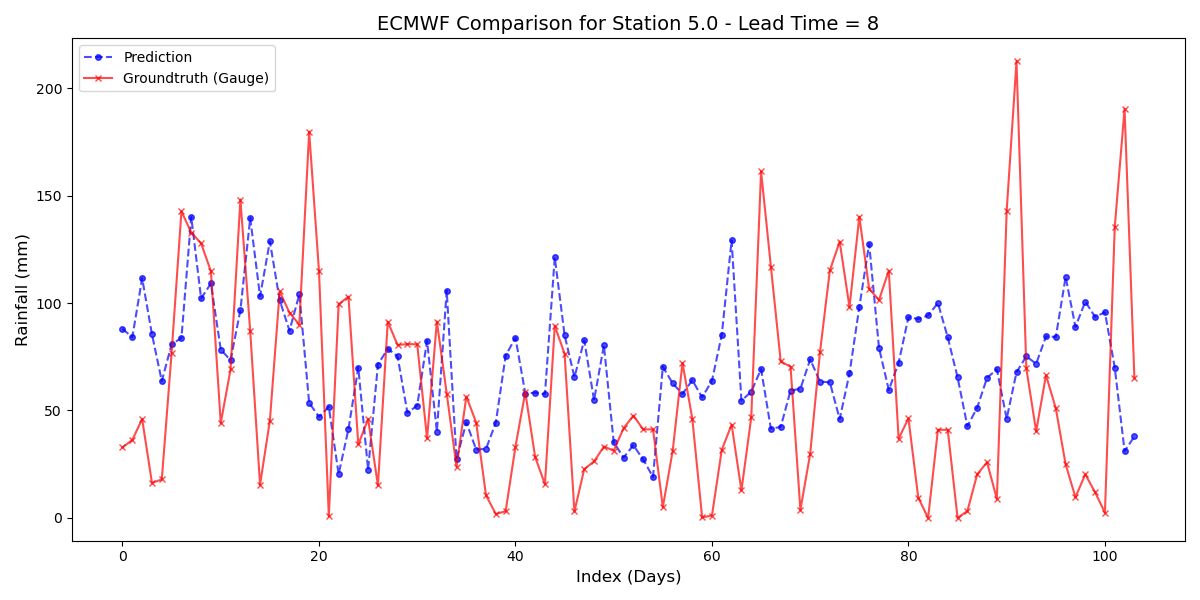 ECMWF Comparison for Station 5.0 - Lead Time = 8
Prediction
Groundtruth (Gauge)
Rainfall (mm)
200
150
100
50
0
0 20 40 60 80 100
Index (Days)